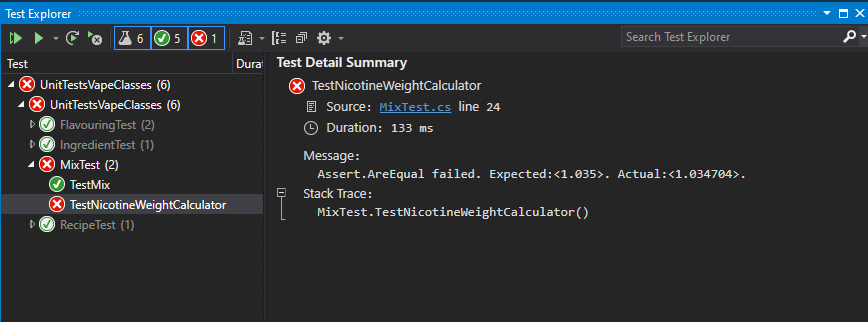 Test Explorer
6 5 1
Search Test Explorer
Test Durat
UnitTestsVapeClasses (6)
UnitTestsVapeClasses (6)
FlavouringTest (2)
IngredientTest (1)
MixTest (2)
TestMix
TestNicotineWeightCalculator
RecipeTest (1)
Test Detail Summary
TestNicotineWeightCalculator
Source: MixTest.cs line 24
Duration: 133 ms
Message:
Assert.AreEqual failed. Expected:<1.035>. Actual:<1.034704>.
Stack Trace:
MixTest.TestNicotineWeightCalculator()